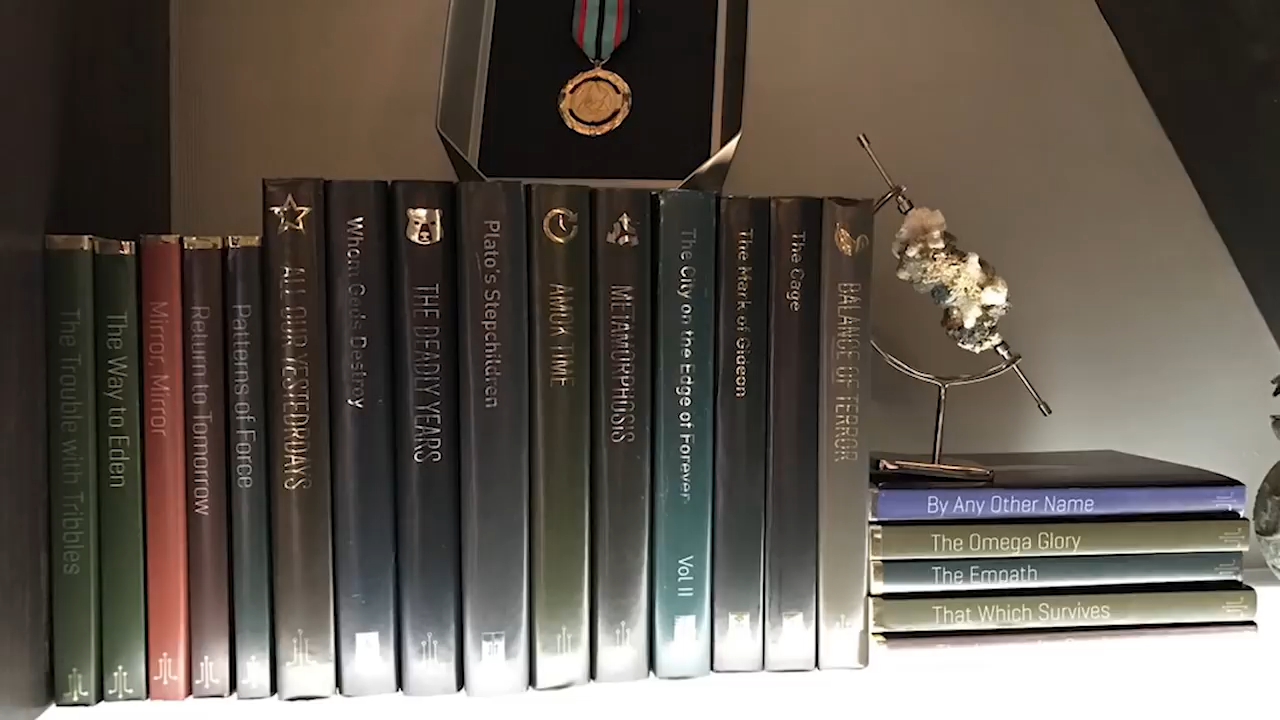 The Trouble with Tribbles
The Way to Eden
Mirror, Mirror
Return to Tomorrow
Patterns of Force
ALL OUR YESTERDAYS
Whom Gods Destroy
THE DEADLY YEARS
Plato's Stepchildren
AMOK TIME
METAMORPHOSIS
The City on the Edge of Forever Vol II
The Mark of Gideon
The Cage
BALANCE OF TERROR
By Any Other Name
The Omega Glory
The Empath
That Which Survives